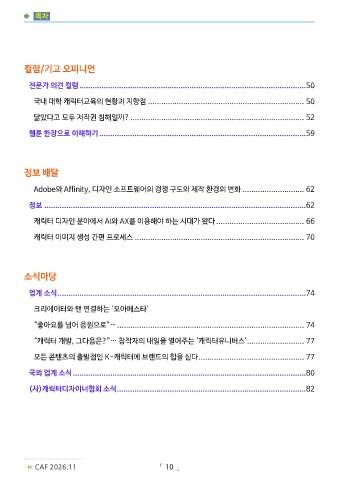 목차
컬럼/기고 오피니언
전문가 의견 컬럼 50
국내 대학 캐릭터교육의 현황과 지향점 50
닮았다고 모두 저작권 침해일까? 52
웹툰 한장으로 이해하기 59
정보 배달
Adobe와 Affinity, 디자인 소프트웨어의 경쟁 구도와 제작 환경의 변화 62
정보 62
캐릭터 디자인 분야에서 AI와 AX를 이용해야 하는 시대가 왔다 66
캐릭터 이미지 생성 간편 프로세스 70
소식마당
업계 소식 74
크리에이터와 팬 연결하는 '모아페스타'
"좋아요를 넘어 응원으로"… 74
"캐릭터 개발, 그다음은?"… 창작자의 내일을 열어주는 '캐릭터유니버스' 77
모든 콘텐츠의 출발점인 K-캐릭터에 브랜드의 힘을 싣다 77
국외 업계 소식 80
(사)캐릭터디자이너협회 소식 82
CAF 2026.11
「 10 」